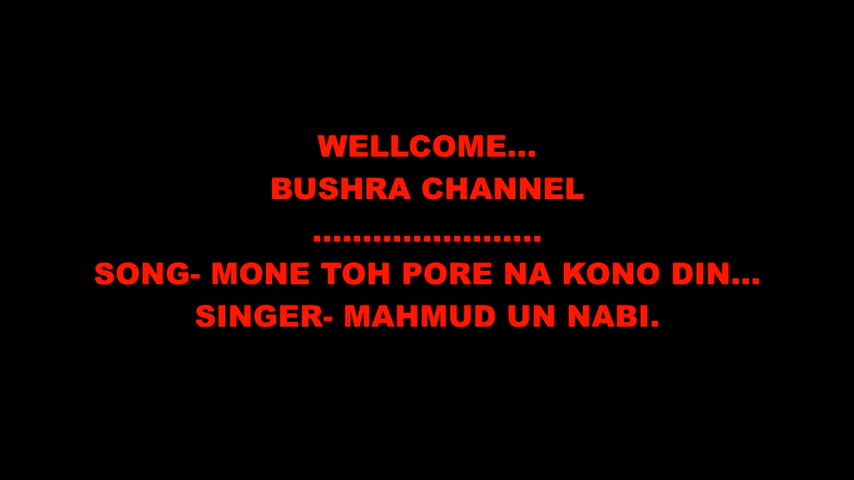 WELLCOME...
BUSHRA CHANNEL
.......................
SONG- MONE TOH PORE NA KONO DIN...
SINGER- MAHMUD UN NABI.